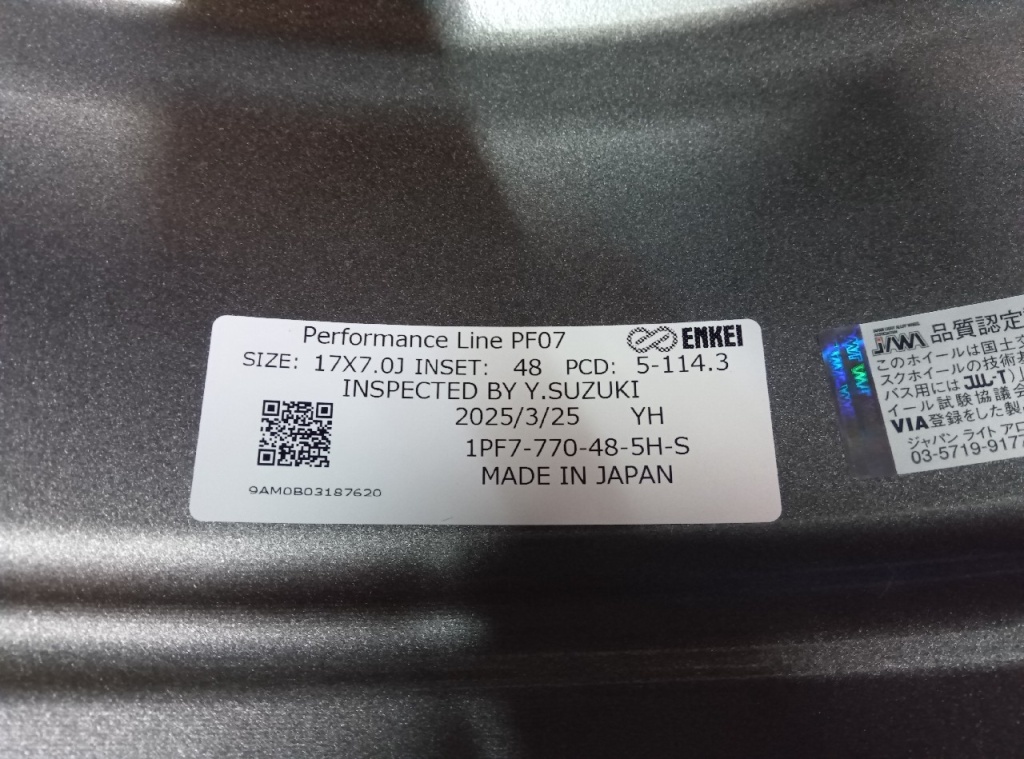 Performance Line PF07 ENKEI
SIZE: 17X7.0J INSET: 48 PCD: 5-114.3
INSPECTED BY Y.SUZUKI
2025/3/25 YH
1PF7-770-48-5H-S
MADE IN JAPAN
9AM0B03187620
JAWA 品質認定
このホイールは国土交
スクホイールの技術基
バス用には JWL-T)
イール試験協議会
VIA登録をした製
ジャパン ライト アロ
03-5719-9177